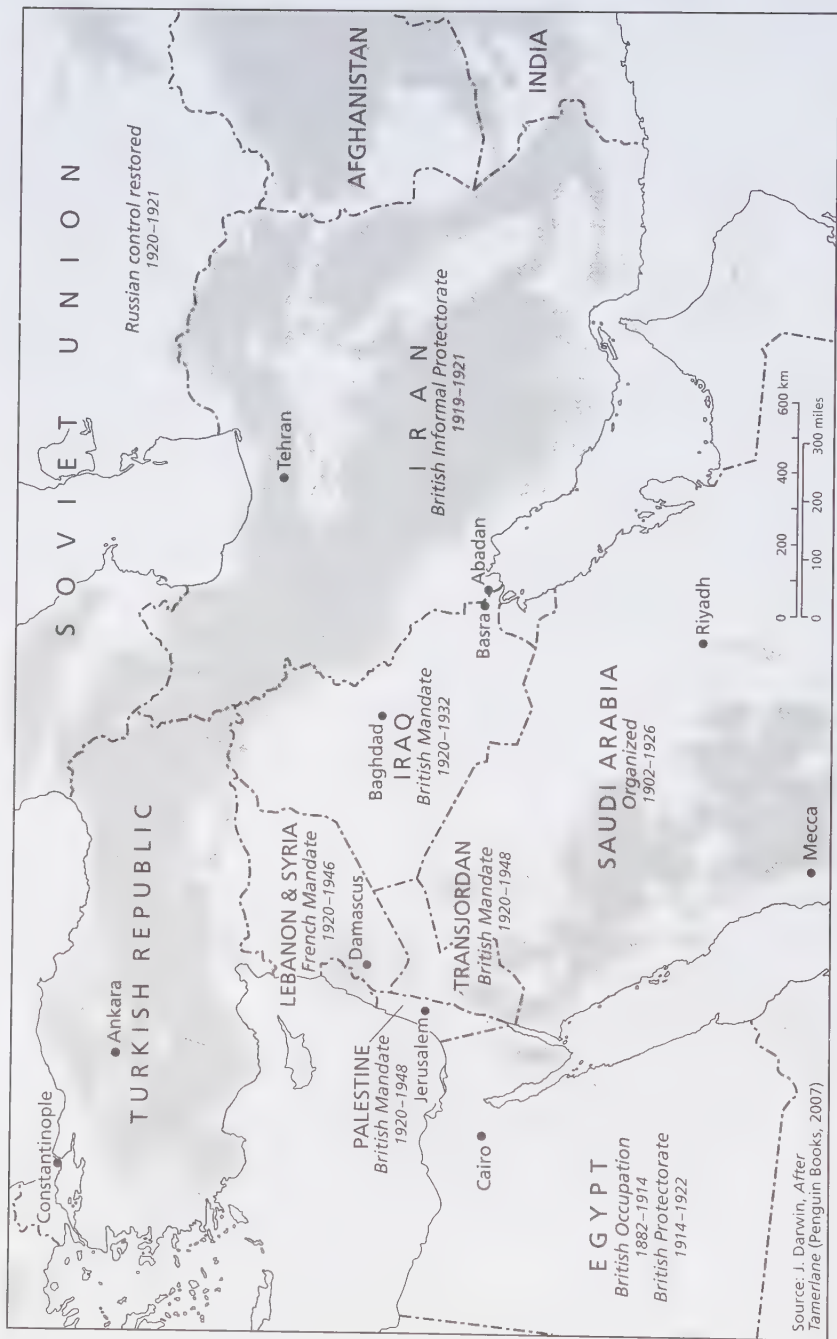 SOVIET UNION
Russian control restored
1920–1921
Constantinople
Ankara
TURKISH REPUBLIC
Tehran
AFGHANISTAN
INDIA
IRAN
British Informal Protectorate
1919–1921
LEBANON & SYRIA
French Mandate
1920–1946
Damascus
Baghdad
IRAQ
British Mandate
1920–1932
Basra
Abadan
PALESTINE
British Mandate
1920–1948
Jerusalem
TRANSJORDAN
British Mandate
1920–1948
Cairo
EGYPT
British Occupation
1882–1914
British Protectorate
1914–1922
SAUDI ARABIA
Organized
1902–1926
Riyadh
Mecca
0 200 400 600 km
0 100 200 300 miles
Source: J. Darwin, After
Tamerlane (Penguin Books, 2007)